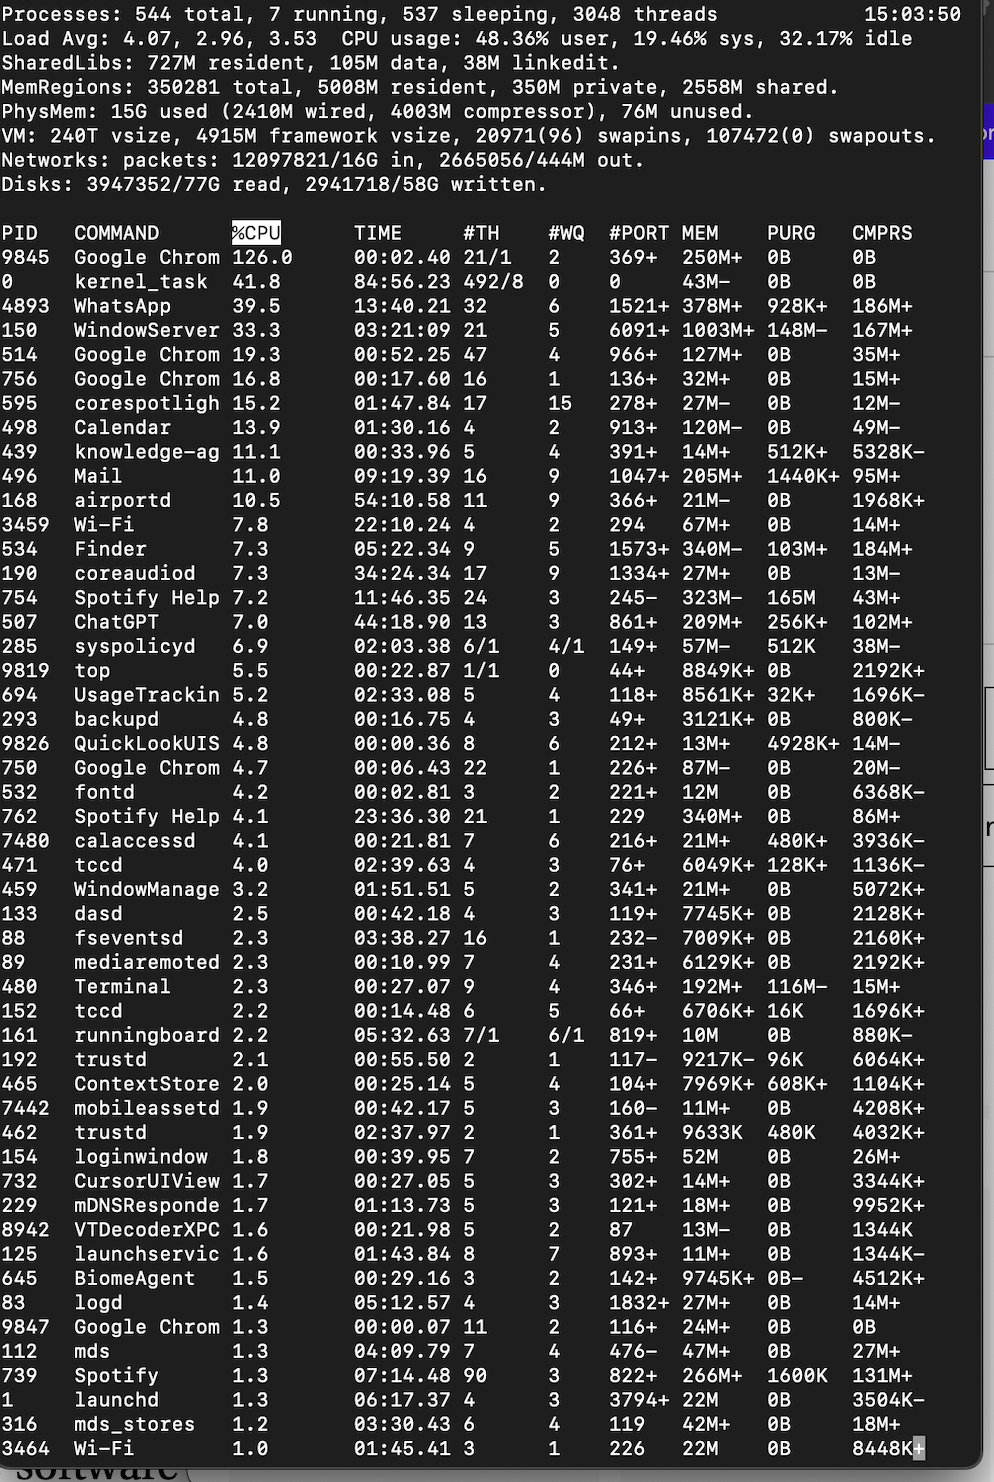 Processes: 544 total, 7 running, 537 sleeping, 3048 threads 15:03:50
Load Avg: 4.07, 2.96, 3.53 CPU usage: 48.36% user, 19.46% sys, 32.17% idle
SharedLibs: 727M resident, 105M data, 38M linkedit.
MemRegions: 350281 total, 5008M resident, 350M private, 2558M shared.
PhysMem: 15G used (2410M wired, 4003M compressor), 76M unused.
VM: 240T vsize, 4915M framework vsize, 20971(96) swapins, 107472(0) swapouts.
Networks: packets: 12097821/16G in, 2665056/444M out.
Disks: 3947352/77G read, 2941718/58G written.
PID COMMAND %CPU TIME #TH #WQ #PORT MEM PURG CMPRS
9845 Google Chrom 126.0 00:02.40 21/1 2 369+ 250M+ 0B 0B
0 kernel_task 41.8 84:56.23 492/8 0 0 43M- 0B 0B
4893 WhatsApp 39.5 13:40.21 32 6 1521+ 378M+ 928K+ 186M+
150 WindowServer 33.3 03:21:09 21 5 6091+ 1003M+ 148M- 167M+
514 Google Chrom 19.3 00:52.25 47 4 966+ 127M+ 0B 35M+
756 Google Chrom 16.8 00:17.60 16 1 136+ 32M+ 0B 15M+
595 corespotligh 15.2 01:47.84 17 15 278+ 27M- 0B 12M-
498 Calendar 13.9 01:30.16 4 2 913+ 120M- 0B 49M-
439 knowledge-ag 11.1 00:33.96 5 4 391+ 14M+ 512K+ 5328K-
496 Mail 11.0 09:19.39 16 9 1047+ 205M+ 1440K+ 95M+
168 airportd 10.5 54:10.58 11 9 366+ 21M- 0B 1968K+
3459 Wi-Fi 7.8 22:10.24 4 2 294 67M+ 0B 14M+
534 Finder 7.3 05:22.34 9 5 1573+ 340M- 103M+ 184M+
190 coreaudiod 7.3 34:24.34 17 9 1334+ 27M+ 0B 13M-
754 Spotify Help 7.2 11:46.35 24 3 245- 323M- 165M 43M+
507 ChatGPT 7.0 44:18.90 13 3 861+ 209M+ 256K+ 102M+
285 syspolicyd 6.9 02:03.38 6/1 4/1 149+ 57M- 512K 38M-
9819 top 5.5 00:22.87 1/1 0 44+ 8849K+ 0B 2192K+
694 UsageTrackin 5.2 02:33.08 5 4 118+ 8561K+ 32K+ 1696K-
293 backupd 4.8 00:16.75 4 3 49+ 3121K+ 0B 800K-
9826 QuickLookUIS 4.8 00:00.36 8 6 212+ 13M+ 4928K+ 14M-
750 Google Chrom 4.7 00:06.43 22 1 226+ 87M- 0B 20M-
532 fontd 4.2 00:02.81 3 2 221+ 12M 0B 6368K-
762 Spotify Help 4.1 23:36.30 21 1 229 340M+ 0B 86M+
7480 calaccessd 4.1 00:21.81 7 6 216+ 21M+ 480K+ 3936K-
471 tccd 4.0 02:39.63 4 3 76+ 6049K+ 128K+ 1136K-
459 WindowManage 3.2 01:51.51 5 2 341+ 21M+ 0B 5072K+
133 dasd 2.5 00:42.18 4 3 119+ 7745K+ 0B 2128K+
88 fseventsd 2.3 03:38.27 16 1 232- 7009K+ 0B 2160K+
89 mediaremoted 2.3 00:10.99 7 4 231+ 6129K+ 0B 2192K+
480 Terminal 2.3 00:27.07 9 4 346+ 192M+ 116M- 15M+
152 tccd 2.2 00:14.48 6 5 66+ 6706K+ 16K 1696K+
161 runningboard 2.2 05:32.63 7/1 6/1 819+ 10M 0B 880K-
192 trustd 2.1 00:55.50 2 1 117- 9217K- 96K 6064K+
465 ContextStore 2.0 00:25.14 5 4 104+ 7969K+ 608K+ 1104K+
7442 mobileassetd 1.9 00:42.17 5 3 160- 11M+ 0B 4208K+
462 trustd 1.9 02:37.97 2 1 361+ 9633K 480K 4032K+
154 loginwindow 1.8 00:39.95 7 2 755+ 52M 0B 26M+
732 CursorUIView 1.7 00:27.05 5 3 302+ 14M+ 0B 3344K+
229 mDNSResponde 1.7 01:13.73 5 3 121+ 18M+ 0B 9952K+
8942 VTDecoderXPC 1.6 00:21.98 5 2 87 13M- 0B 1344K
125 launchservic 1.6 01:43.84 8 7 893+ 11M+ 0B 1344K-
645 BiomeAgent 1.5 00:29.16 3 2 142+ 9745K+ 0B- 4512K+
83 logd 1.4 05:12.57 4 3 1832+ 27M+ 0B 14M+
9847 Google Chrom 1.3 00:00.07 11 2 116+ 24M+ 0B 0B
112 mds 1.3 04:09.79 7 4 476- 47M+ 0B 27M+
739 Spotify 1.3 07:14.48 90 3 822+ 266M+ 1600K 131M+
1 launchd 1.3 06:17.37 4 3 3794+ 22M 0B 3504K-
316 mds_stores 1.2 03:30.43 6 4 119 42M+ 0B 18M+
3464 Wi-Fi 1.0 01:45.41 3 1 226 22M 0B 8448K+
software